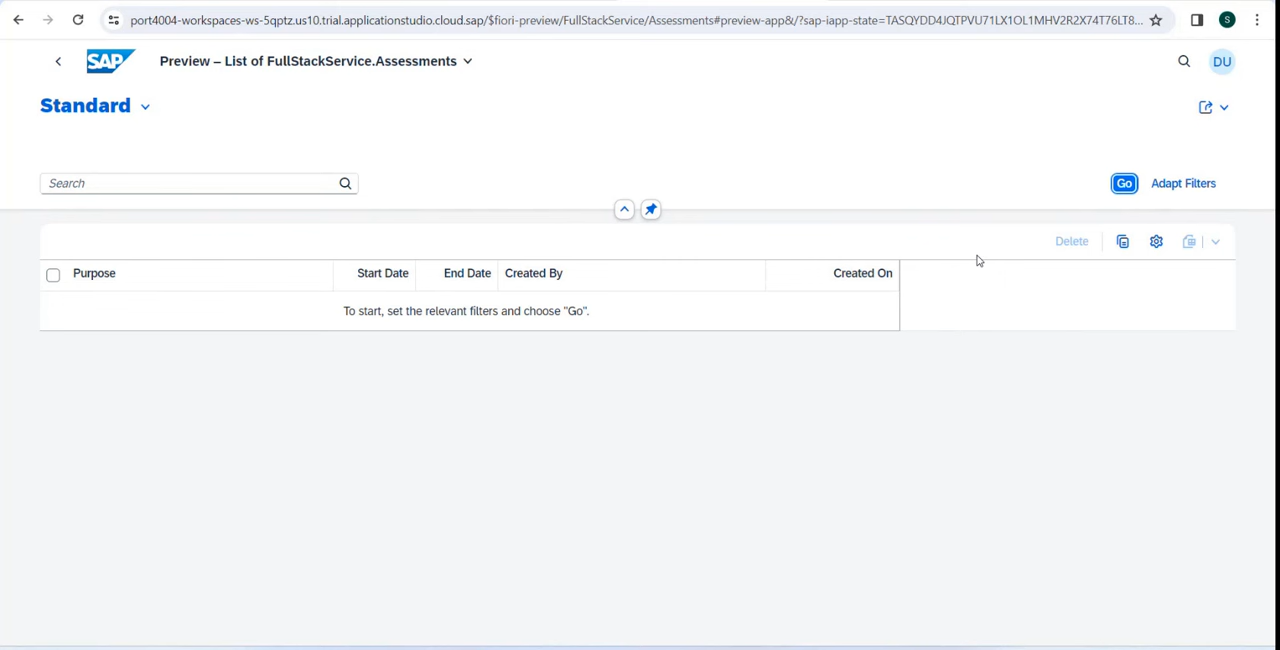 port4004-workspaces-ws-5qptz.us10.trial.applicationstudio.cloud.sap/$fiori-preview/FullStackService/Assessments#preview-app&/?sap-iapp-state=TASQYDD4JQTPVU71LX1OL1MHV2R2X74T76LT8...
S
SAP Preview – List of FullStackService.Assessments
DU
Standard
Search
Go Adapt Filters
Delete
Purpose Start Date End Date Created By Created On
To start, set the relevant filters and choose "Go".